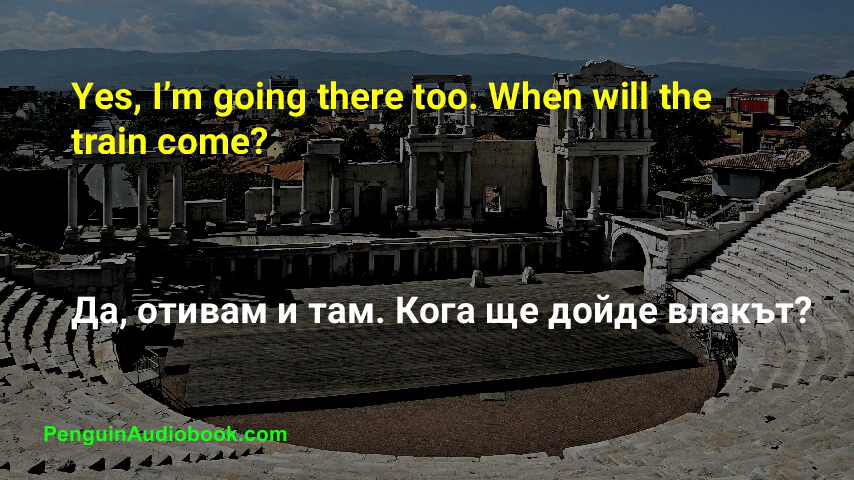 Yes, I’m going there too. When will the
train come?
Да, отивам и там. Кога ще дойде влакът?
PenguinAudiobook.com